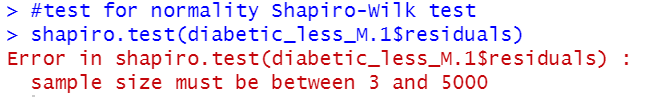 > #test for normality Shapiro-Wilk test
> shapiro.test(diabetic_less_M.1$residuals)
Error in shapiro.test(diabetic_less_M.1$residuals) :
  sample size must be between 3 and 5000